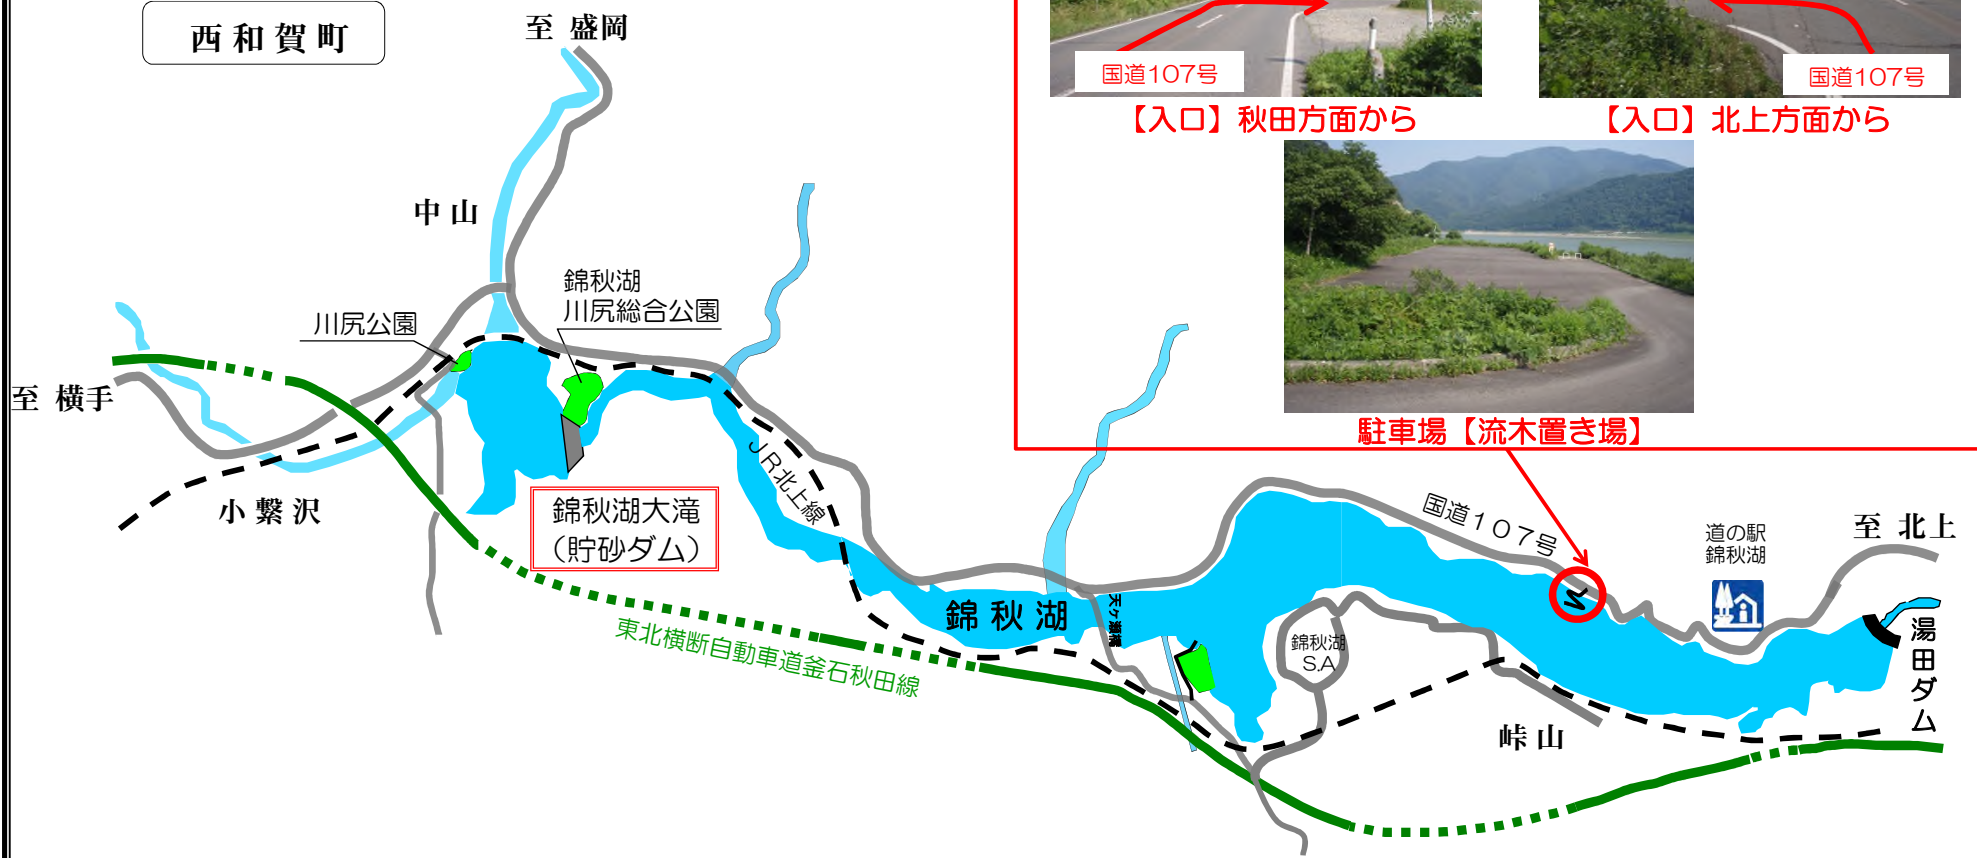 西和賀町
至 盛岡
国道107号
国道107号
【入口】秋田方面から
【入口】北上方面から
中山
錦秋湖
川尻総合公園
川尻公園
至 横手
駐車場【流木置き場】
小繋沢
錦秋湖大滝
（貯砂ダム）
JR北上線
国道107号
道の駅
錦秋湖
至 北上
錦秋湖
天ヶ瀬橋
錦秋湖
S.A
湯田ダム
東北横断自動車道釜石秋田線
峠山